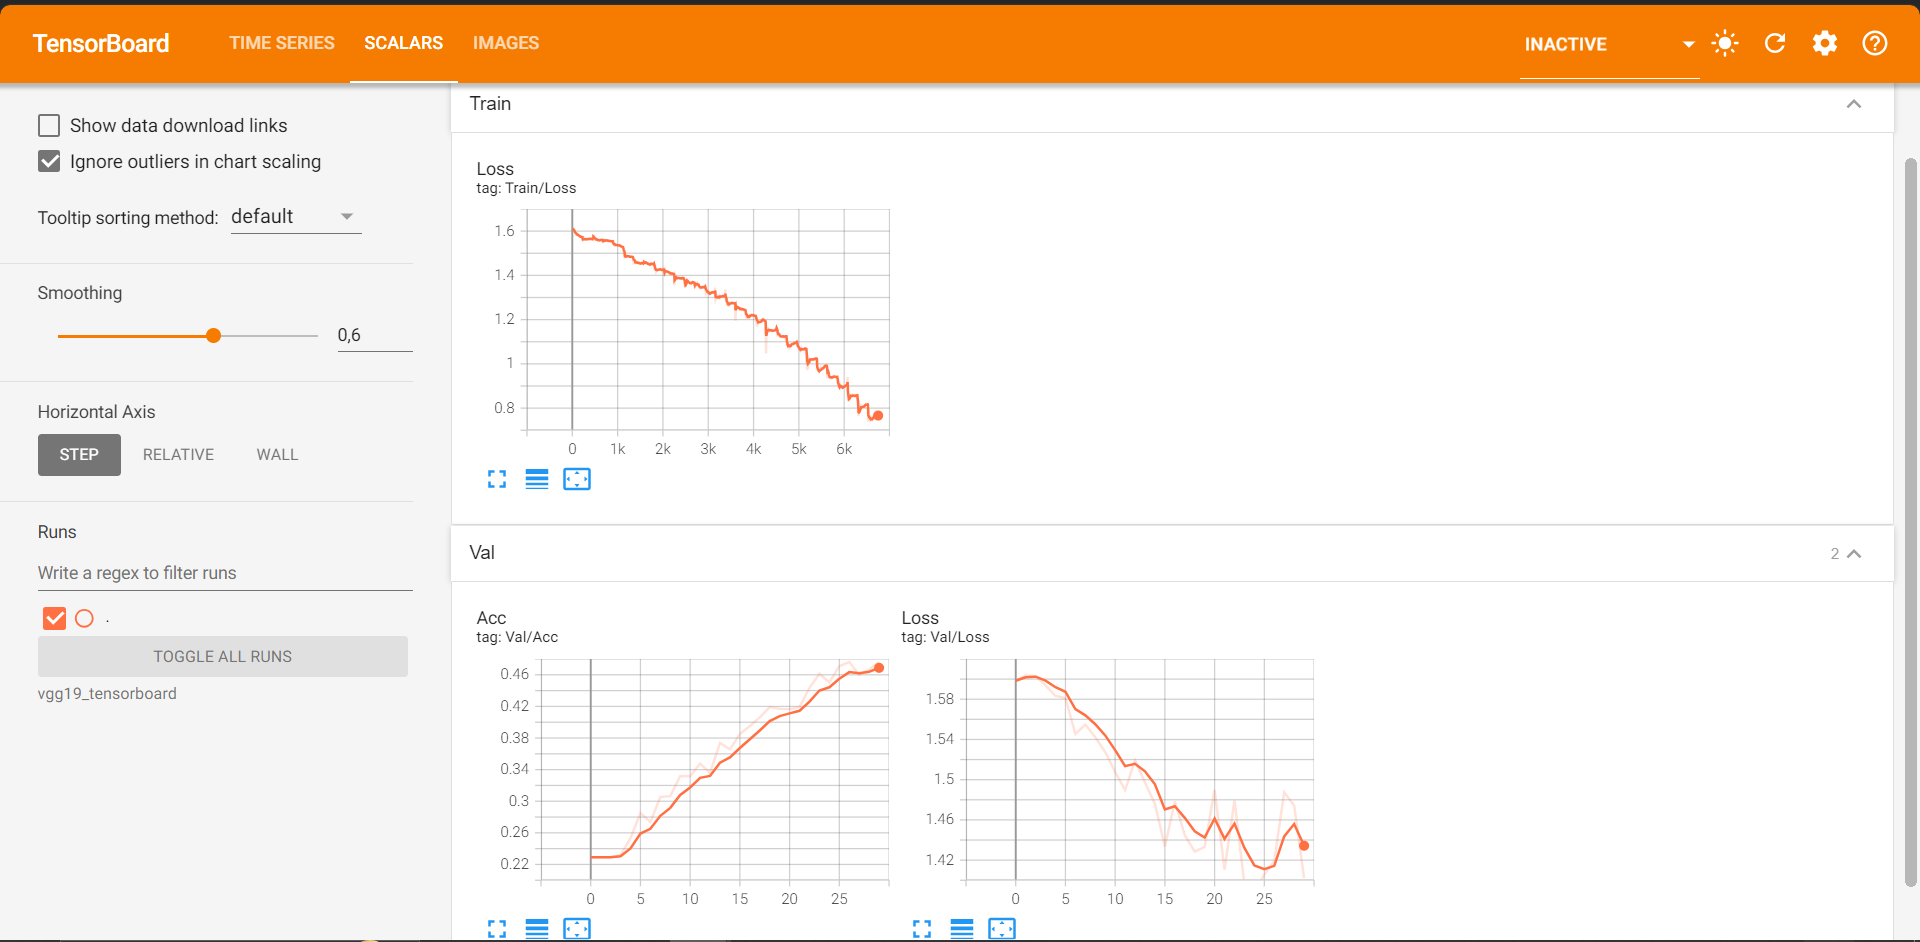 TensorBoard TIME SERIES SCALARS IMAGES INACTIVE
Show data download links
Ignore outliers in chart scaling
Tooltip sorting method: default
Smoothing
0,6
Horizontal Axis
STEP RELATIVE WALL
Runs
Write a regex to filter runs
.
TOGGLE ALL RUNS
vgg19_tensorboard
Train
Loss
tag: Train/Loss
1.6
1.4
1.2
1
0.8
0 1k 2k 3k 4k 5k 6k
Val 2
Acc
tag: Val/Acc
0.46
0.42
0.38
0.34
0.3
0.26
0.22
0 5 10 15 20 25
Loss
tag: Val/Loss
1.58
1.54
1.5
1.46
1.42
0 5 10 15 20 25